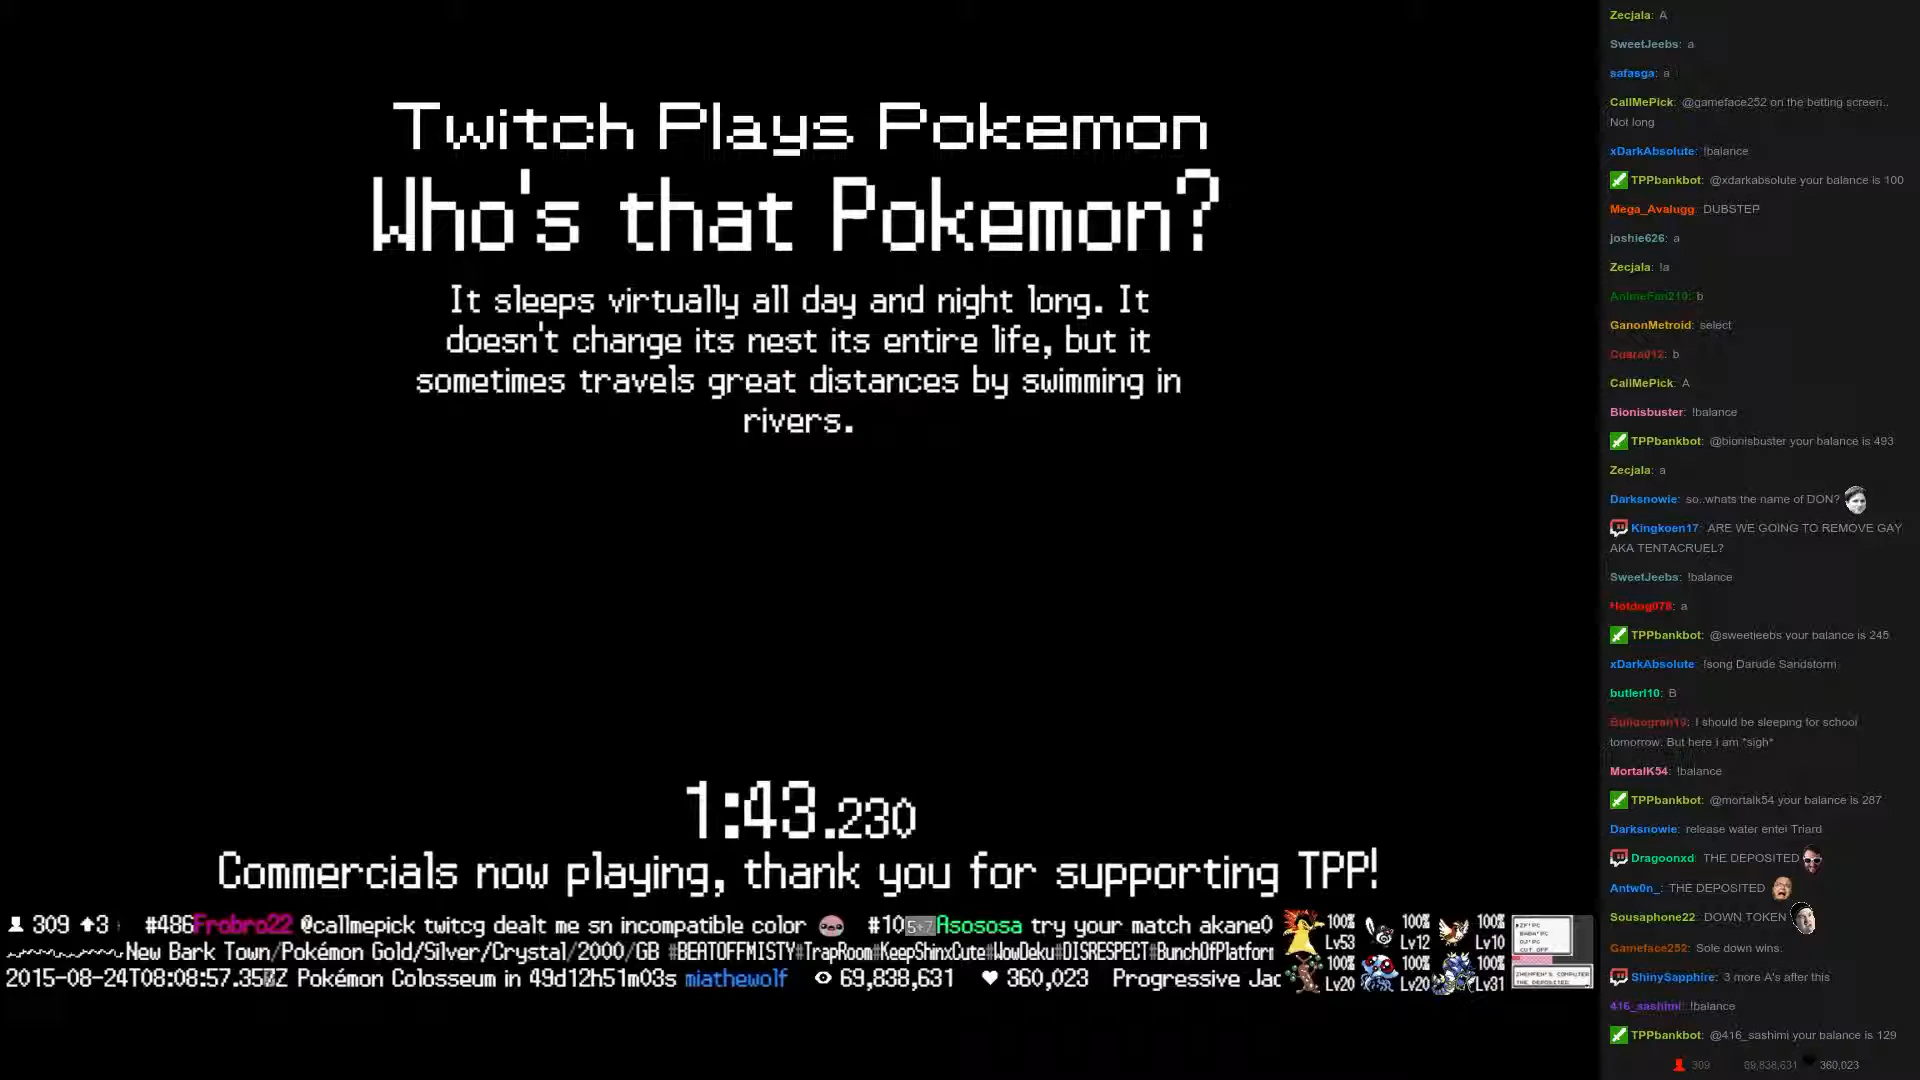 Twitch Plays Pokemon
Who's that Pokemon?
It sleeps virtually all day and night long. It
doesn't change its nest its entire life, but it
sometimes travels great distances by swimming in
rivers.
1:43.230
Commercials now playing, thank you for supporting TPP!
309 3 #486 Frobro22 @callmepick twitcg dealt me sn incompatible color #10 Asososa try your match akane0
New Bark Town/Pokémon Gold/Silver/Crystal/2000/GB #BEATOFFMISTY#TrapRoom#KeepShinxCute#WowDeku#DISRESPECT#BunchOfPlatform
2015-08-24T08:08:57. Pokémon Colosseum in 49d12h51m03s miathewolf 69,838,631 360,023 Progressive Jac
100% Lv53 100% Lv12 100% Lv10
100% Lv20 100% Lv20 100% Lv31
Zecjala: A
SweetJeebs: a
safasga: a
CallMePick: @gameface252 on the betting screen..
Not long
xDarkAbsolute: !balance
TPPbankbot: @xdarkabsolute your balance is 100
Mega_Avalugg: DUBSTEP
joshie626: a
Zecjala: !a
AnimeFan210: b
GanonMetroid: select
Cuara012: b
CallMePick: A
Bionisbuster: !balance
TPPbankbot: @bionisbuster your balance is 493
Zecjala: a
Darksnowie: so..whats the name of DON?
Kingkoen17: ARE WE GOING TO REMOVE GAY
AKA TENTACRUEL?
SweetJeebs: !balance
Hotdog078: a
TPPbankbot: @sweetjeebs your balance is 245
xDarkAbsolute: !song Darude Sandstorm
butlerl10: B
I should be sleeping for school
tomorrow. But here i am *sigh*
MortalK54: !balance
TPPbankbot: @mortalk54 your balance is 287
Darksnowie: release water entei Triard
Dragoonxd: THE DEPOSITED
Antw0n_: THE DEPOSITED
Sousaphone22: DOWN TOKEN
Gameface252: Sole down wins.
ShinySapphire: 3 more A's after this
416_sashimi: !balance
TPPbankbot: @416_sashimi your balance is 129
309 69,838,631 360,023